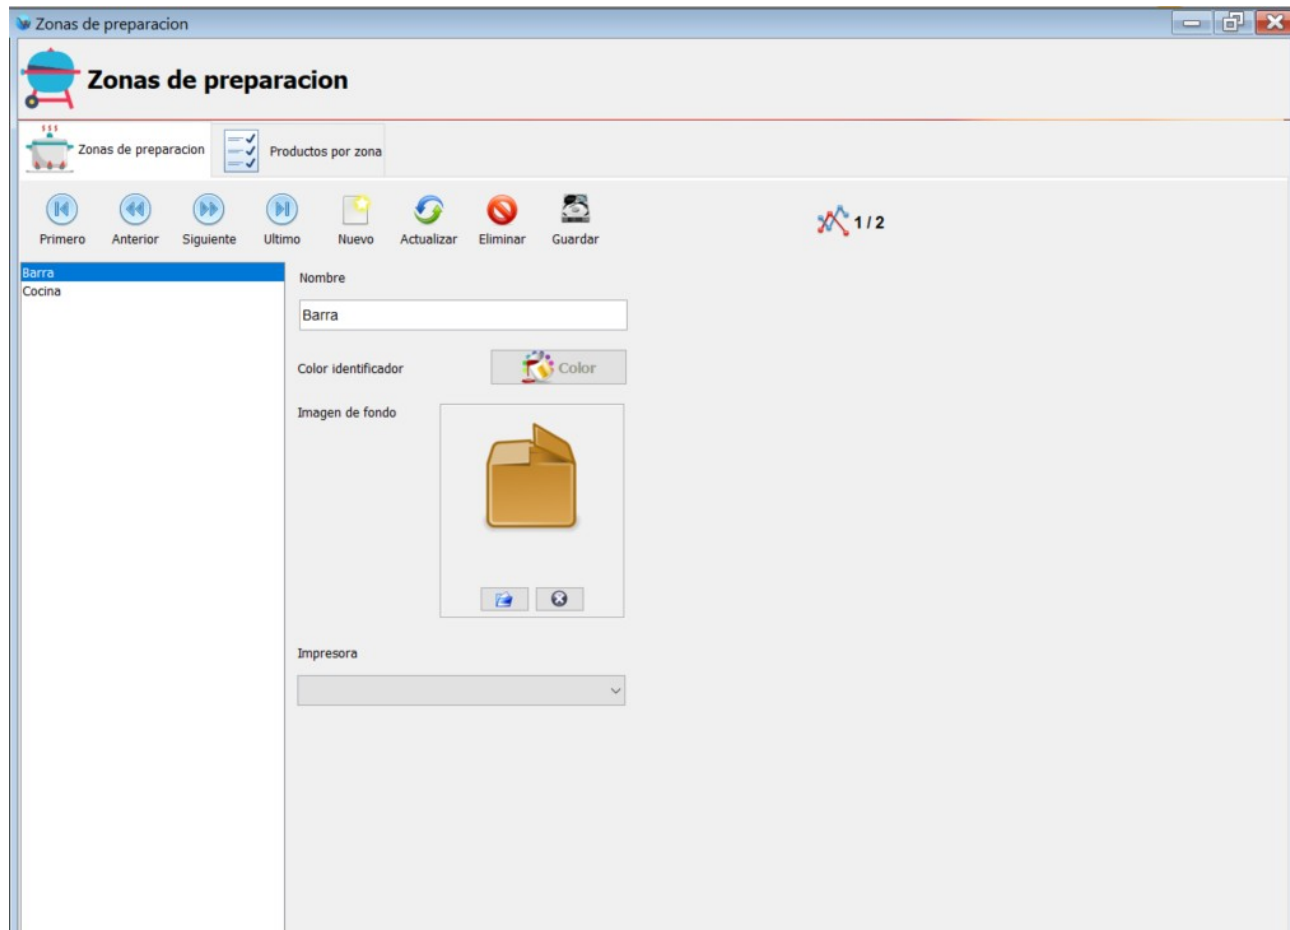 Zonas de preparacion
Zonas de preparacion
Zonas de preparacion
Productos por zona
Primero
Anterior
Siguiente
Ultimo
Nuevo
Actualizar
Eliminar
Guardar
1 / 2
Barra
Cocina
Nombre
Barra
Color identificador
Color
Imagen de fondo
Impresora